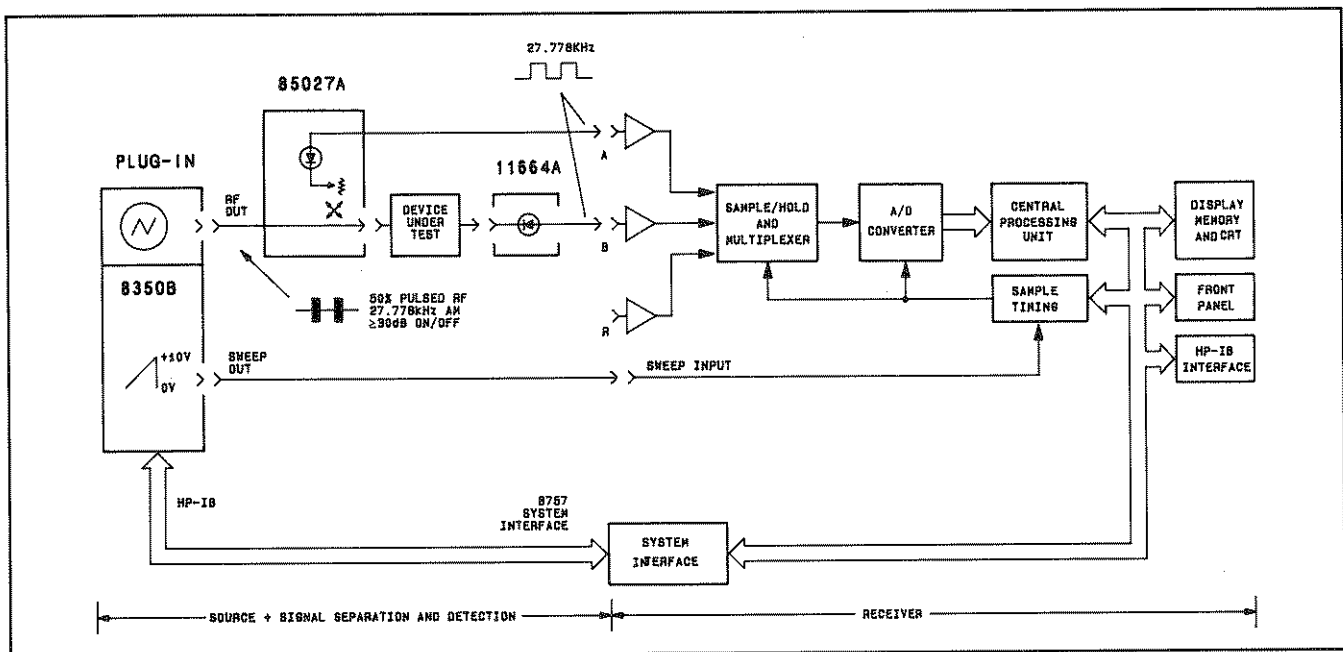 27.778KHz
85027A
PLUG-IN
11664A
RF
OUT
A
DEVICE
UNDER
TEST
B
SAMPLE/HOLD
AND
MULTIPLEXER
A/D
CONVERTER
CENTRAL
PROCESSING
UNIT
DISPLAY
MEMORY
AND CRT
8350B
50% PULSED RF
27.778kHz AM
≥30dB ON/OFF
R
SAMPLE
TIMING
FRONT
PANEL
+10V
0V
SWEEP
OUT
SWEEP INPUT
HP-IB
INTERFACE
HP-IB
8757
SYSTEM
INTERFACE
SYSTEM
INTERFACE
SOURCE + SIGNAL SEPARATION AND DETECTION
RECEIVER